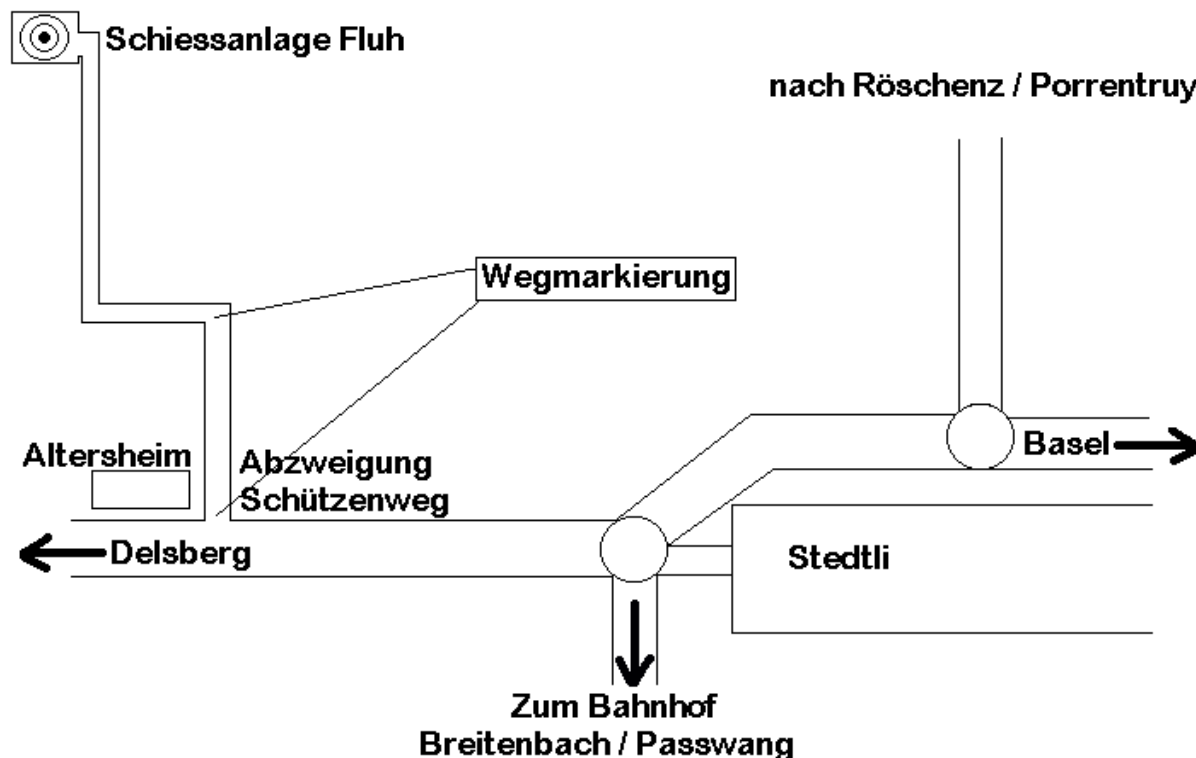 Schiessanlage Fluh
nach Röschenz / Porrentruy
Wegmarkierung
Altersheim
Abzweigung
Schützenweg
Basel
Delsberg
Stedtli
Zum Bahnhof
Breitenbach / Passwang